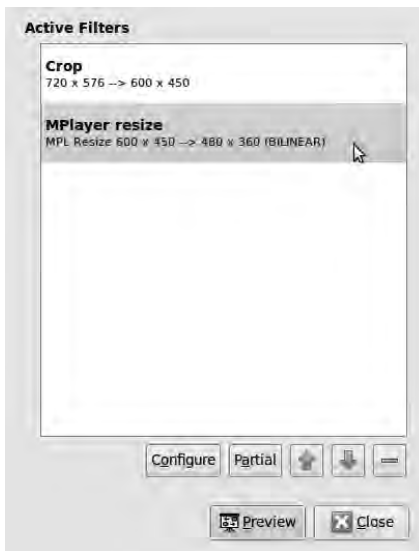 Active Filters
Crop
720 x 576 --> 600 x 450
MPlayer resize
MPL Resize 600 x 450 --> 480 x 360 (BILINEAR)
Configure Partial
Preview Close